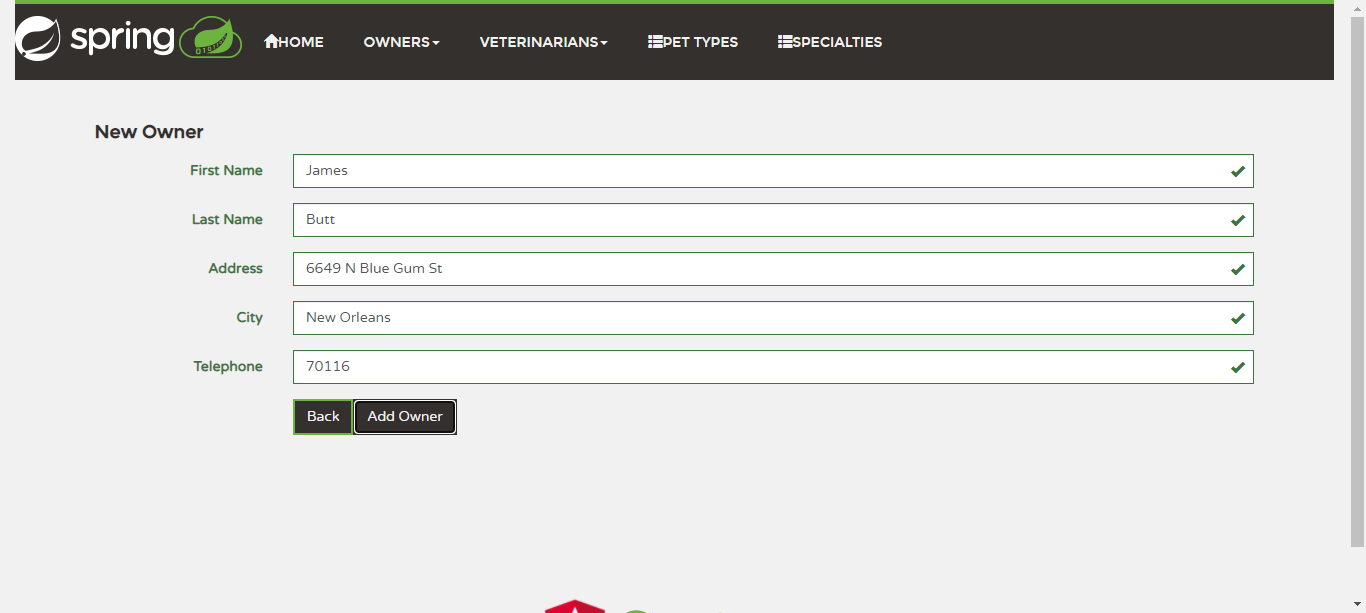 spring HOME OWNERS VETERINARIANS PET TYPES SPECIALTIES
New Owner
First Name James
Last Name Butt
Address 6649 N Blue Gum St
City New Orleans
Telephone 70116
Back Add Owner